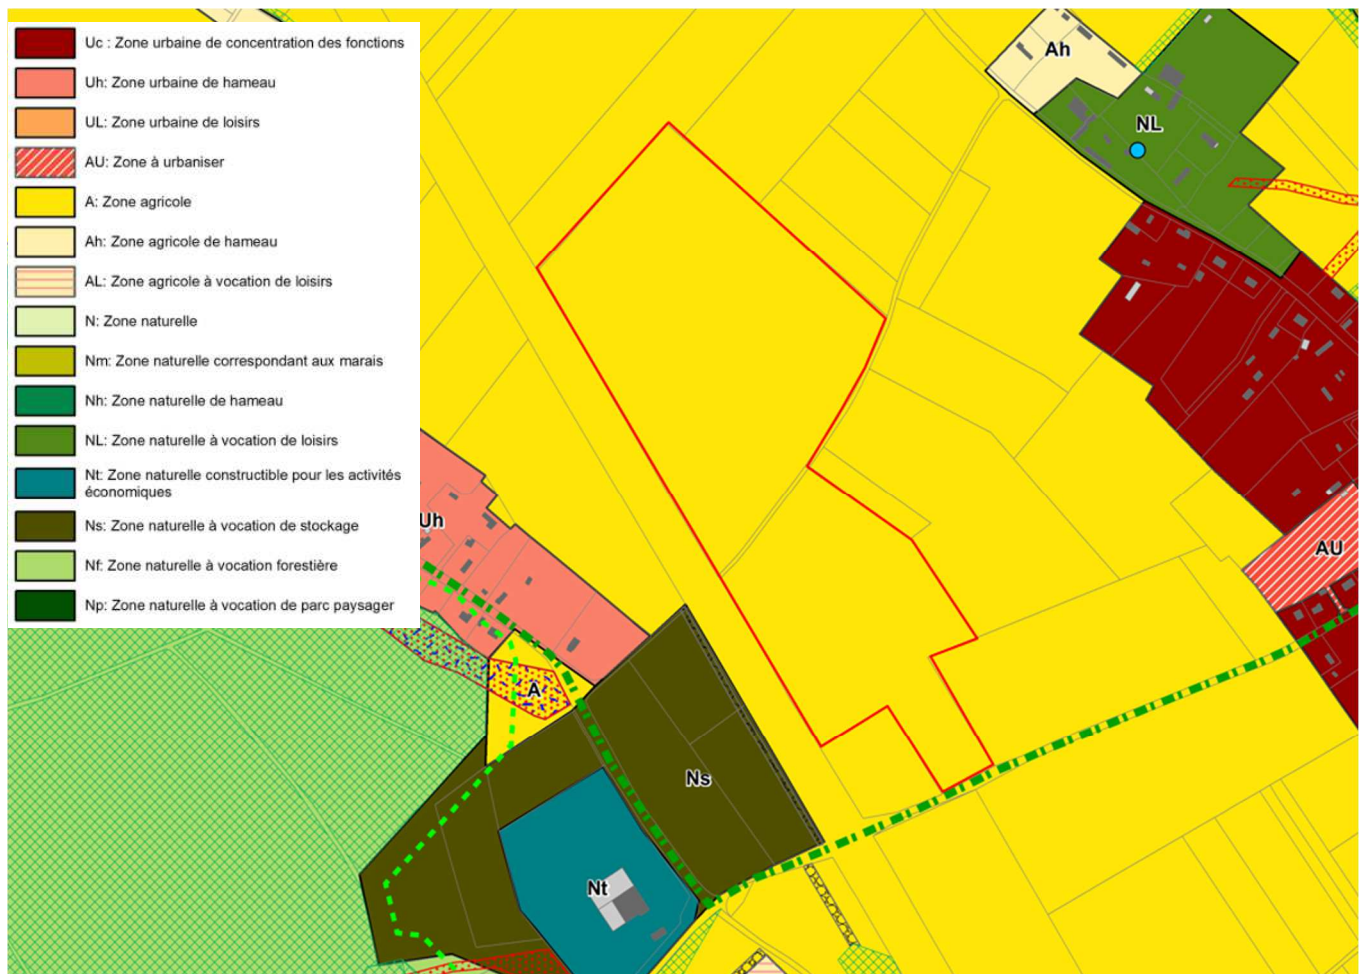 Uc : Zone urbaine de concentration des fonctions
Uh: Zone urbaine de hameau
UL: Zone urbaine de loisirs
AU: Zone à urbaniser
A: Zone agricole
Ah: Zone agricole de hameau
AL: Zone agricole à vocation de loisirs
N: Zone naturelle
Nm: Zone naturelle correspondant aux marais
Nh: Zone naturelle de hameau
NL: Zone naturelle à vocation de loisirs
Nt: Zone naturelle constructible pour les activités
économiques
Ns: Zone naturelle à vocation de stockage
Nf: Zone naturelle à vocation forestière
Np: Zone naturelle à vocation de parc paysager
Ah
NL
Uh
AU
A
Ns
Nt